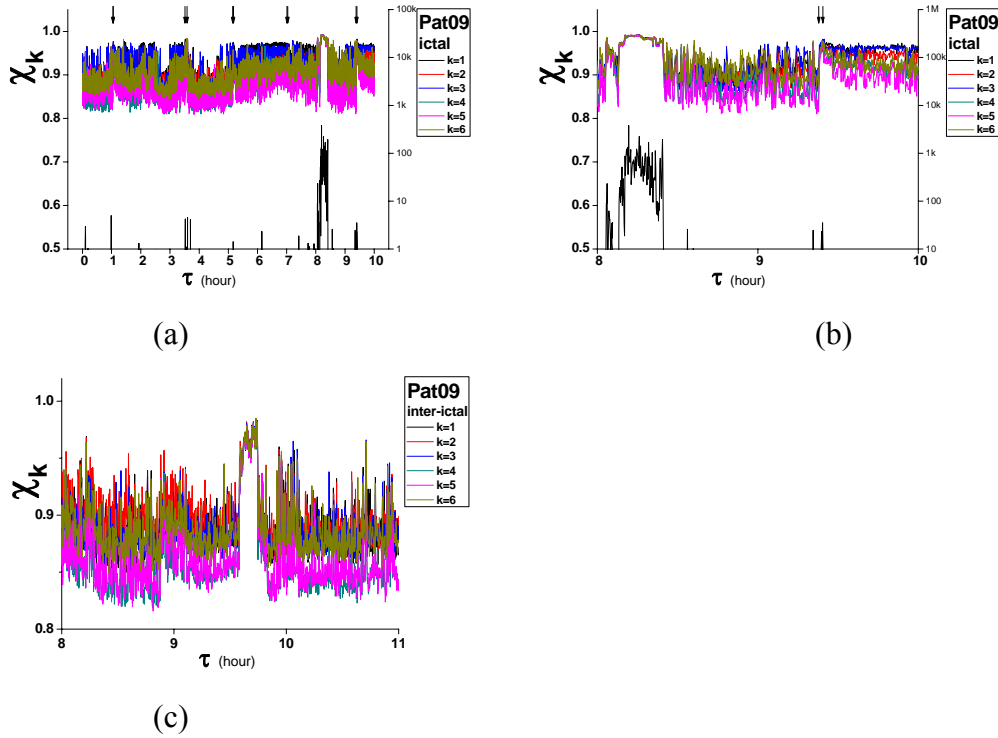 Pat09
ictal
k=1
k=2
k=3
k=4
k=5
k=6
χk
1.0
0.9
0.8
0.7
0.6
0.5
100k
10k
1k
100
10
1
0 1 2 3 4 5 6 7 8 9 10
τ (hour)
(a)
Pat09
ictal
k=1
k=2
k=3
k=4
k=5
k=6
χk
1.0
0.9
0.8
0.7
0.6
0.5
1M
100k
10k
1k
100
10
8 9 10
τ (hour)
(b)
Pat09
inter-ictal
k=1
k=2
k=3
k=4
k=5
k=6
χk
1.0
0.9
0.8
8 9 10 11
τ (hour)
(c)